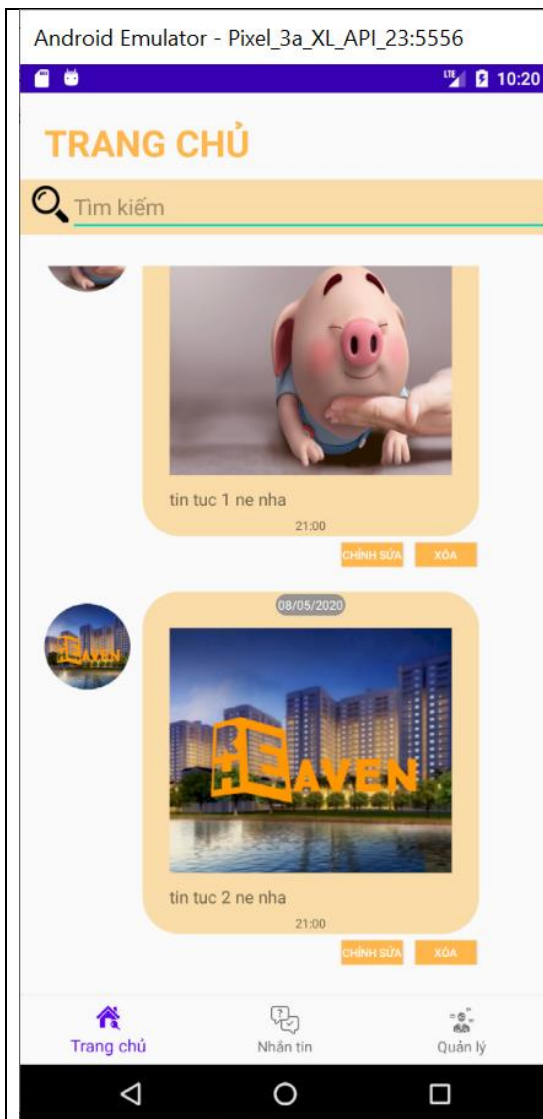 Android Emulator - Pixel_3a_XL_API_23:5556
LTE 10:20
TRANG CHỦ
Tìm kiếm
tin tuc 1 ne nha
21:00
CHỈNH SỬA XÓA
08/05/2020
RE HEAVEN
tin tuc 2 ne nha
21:00
CHỈNH SỬA XÓA
Trang chủ Nhắn tin Quản lý